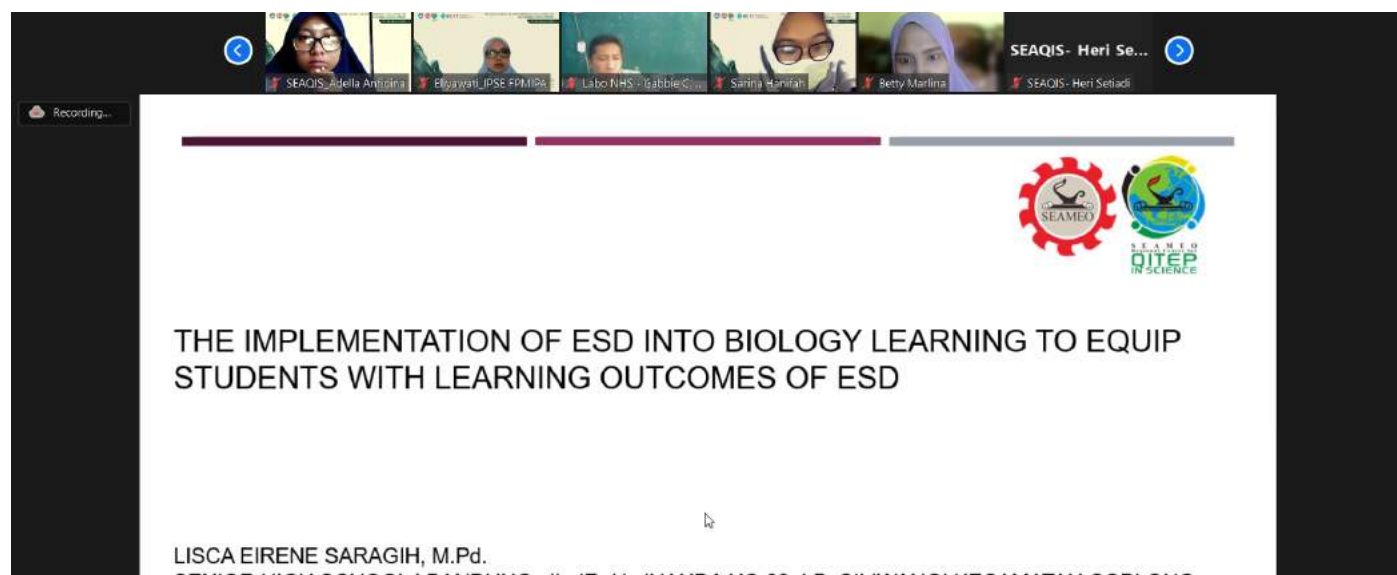 SEAQIS- Heri Se...
SEAQIS_Adella Anticina
Eliyawati_IPSE FPMIPA
Labo NHS - Gabbie C...
Sarina Hanifah
Betty Marlina
SEAQIS- Heri Setiadi
Recording...
SEAMEO
SEAMEO
QITEP
IN SCIENCE
THE IMPLEMENTATION OF ESD INTO BIOLOGY LEARNING TO EQUIP
STUDENTS WITH LEARNING OUTCOMES OF ESD
LISCA EIRENE SARAGIH, M.Pd.